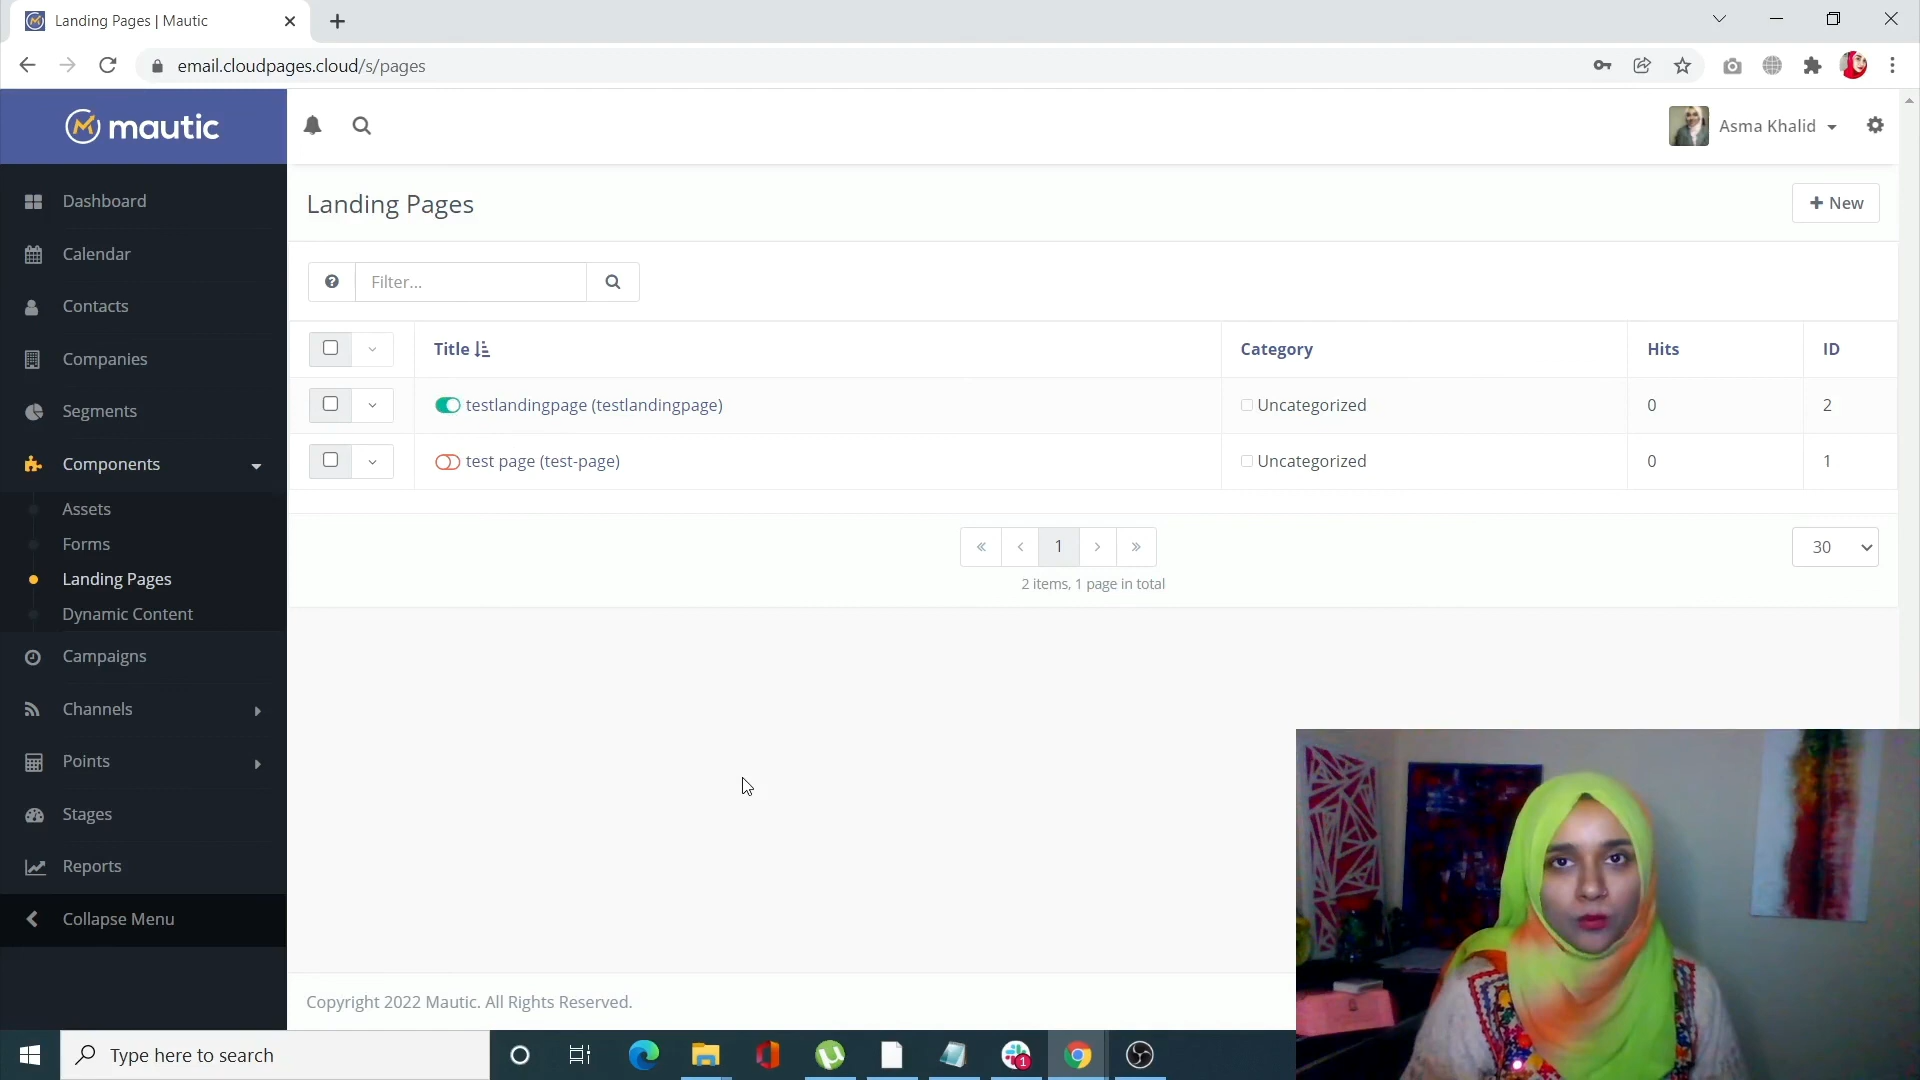 Landing Pages | Mautic
email.cloudpages.cloud/s/pages
mautic
Asma Khalid
Dashboard
Calendar
Contacts
Companies
Segments
Components
Assets
Forms
Landing Pages
Dynamic Content
Campaigns
Channels
Points
Stages
Reports
Collapse Menu
Landing Pages
+ New
Filter...
Title
Category
Hits
ID
testlandingpage (testlandingpage)
Uncategorized
0
2
test page (test-page)
Uncategorized
0
1
« ‹ 1 › »
30
2 items, 1 page in total
Copyright 2022 Mautic. All Rights Reserved.
Type here to search
1